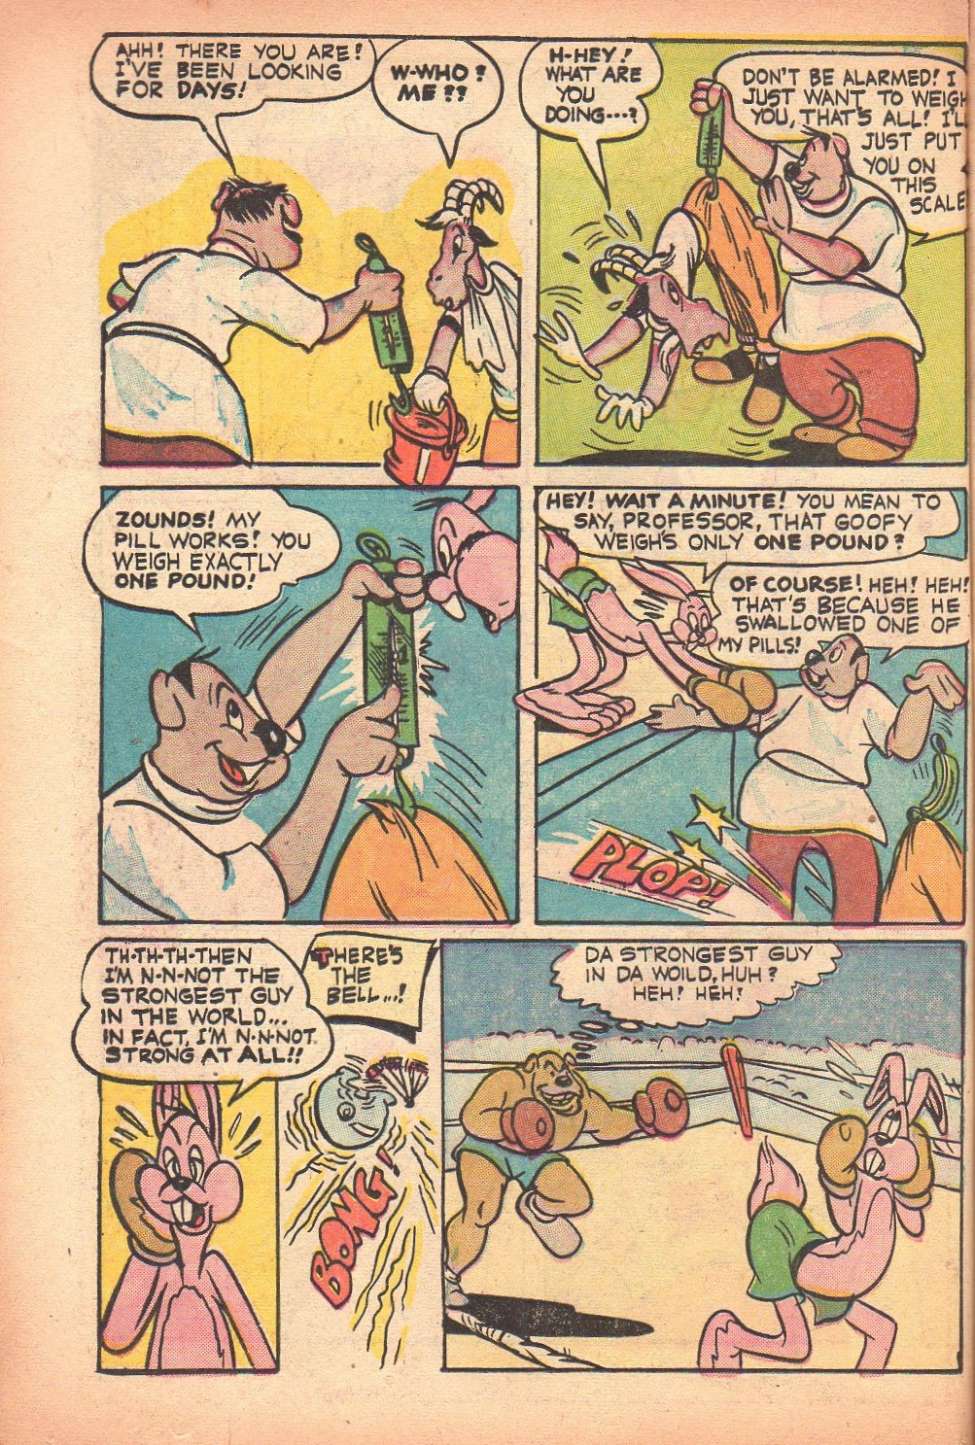 AHH! THERE YOU ARE!
I'VE BEEN LOOKING
FOR DAYS!
W-WHO?
ME??
H-HEY!
WHAT ARE
YOU
DOING---?
DON'T BE ALARMED! I
JUST WANT TO WEIGH
YOU, THAT'S ALL! I'L
JUST PUT
YOU ON
THIS
SCALE
ZOUNDS! MY
PILL WORKS! YOU
WEIGH EXACTLY
ONE POUND!
HEY! WAIT A MINUTE! YOU MEAN TO
SAY, PROFESSOR, THAT GOOFY
WEIGHS ONLY ONE POUND?
OF COURSE! HEH! HEH!
THAT'S BECAUSE HE
SWALLOWED ONE OF
MY PILLS!
PLOP!
TH-TH-TH-THEN
I'M N-N-NOT THE
STRONGEST GUY
IN THE WORLD...
IN FACT, I'M N-N-NOT
STRONG AT ALL!!
THERE'S
THE
BELL...!
BONG!
DA STRONGEST GUY
IN DA WOILD, HUH?
HEH! HEH!